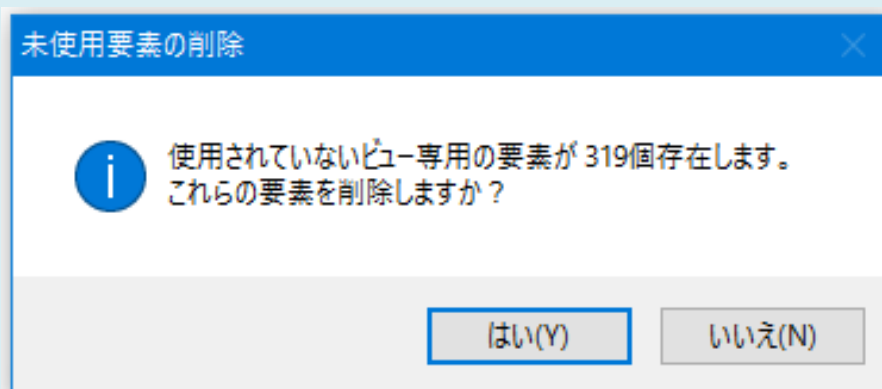 未使用要素の削除
使用されていないビュー専用の要素が 319個存在します。
これらの要素を削除しますか？
はい(Y)
いいえ(N)